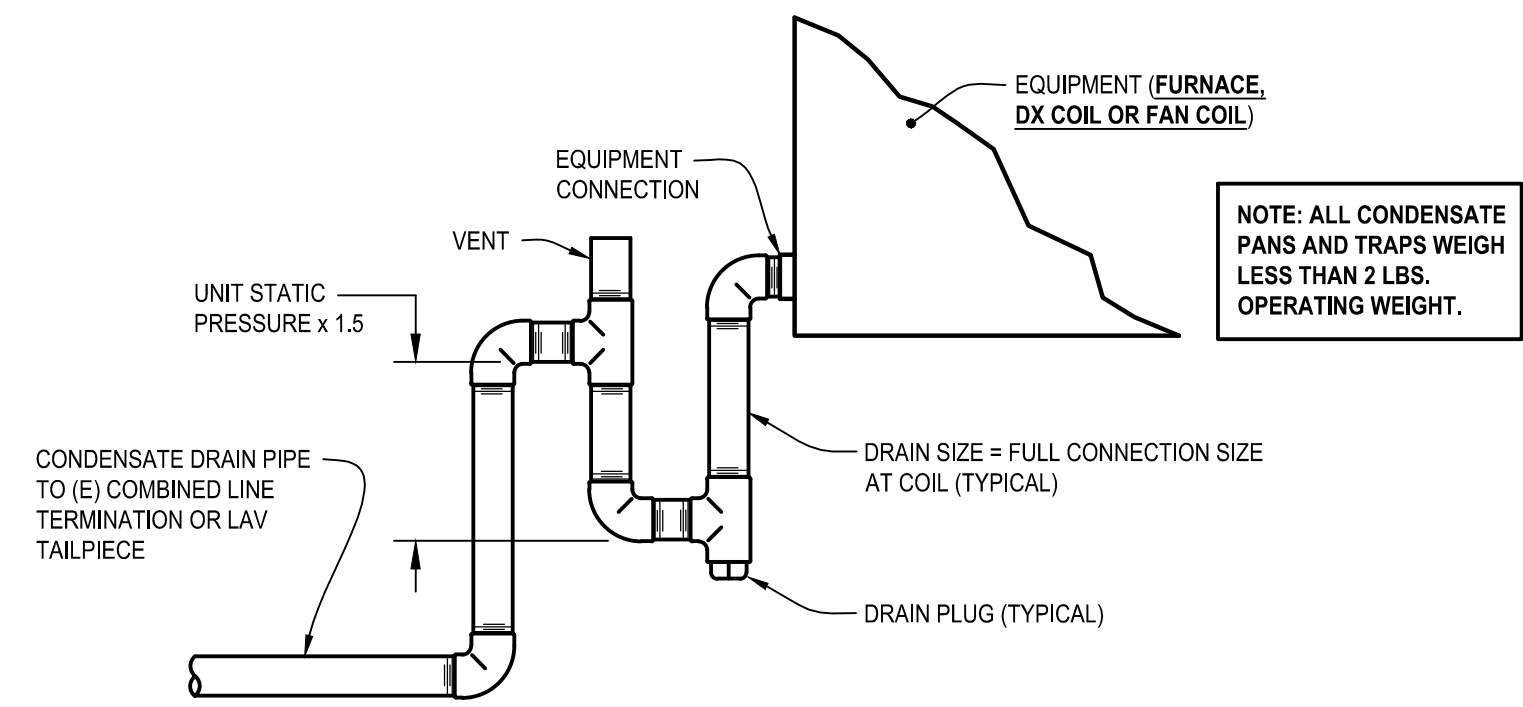 EQUIPMENT (FURNACE,
DX COIL OR FAN COIL)
EQUIPMENT
CONNECTION
NOTE: ALL CONDENSATE
PANS AND TRAPS WEIGH
LESS THAN 2 LBS.
OPERATING WEIGHT.
VENT
UNIT STATIC
PRESSURE x 1.5
CONDENSATE DRAIN PIPE
TO (E) COMBINED LINE
TERMINATION OR LAV
TAILPIECE
DRAIN SIZE = FULL CONNECTION SIZE
AT COIL (TYPICAL)
DRAIN PLUG (TYPICAL)